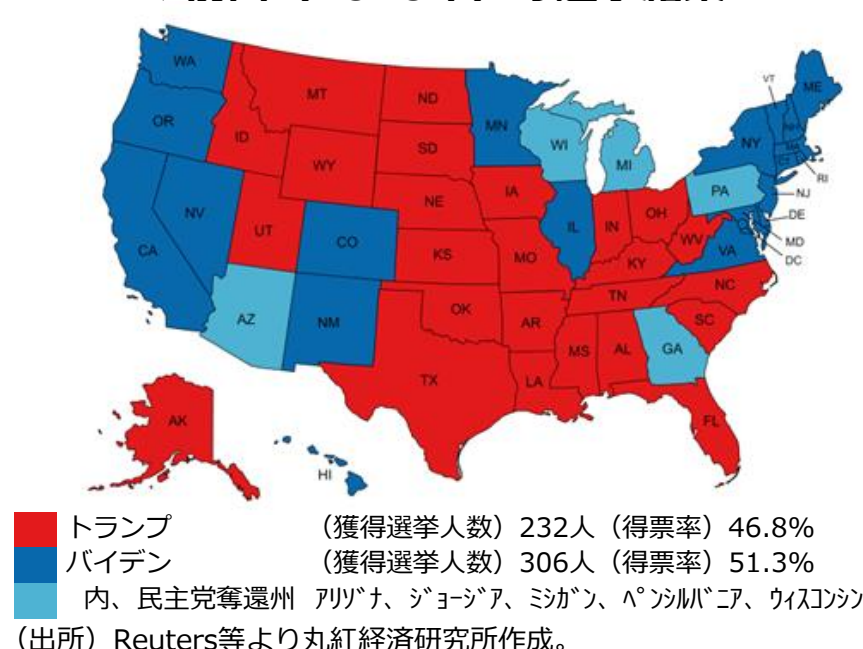 WA
OR
CA
NV
ID
MT
WY
UT
AZ
CO
NM
ND
SD
NE
KS
OK
TX
MN
IA
MO
AR
LA
WI
IL
MI
IN
OH
KY
TN
MS
AL
GA
FL
SC
NC
VA
WV
PA
NY
VT
NH
ME
MA
CT
RI
NJ
DE
MD
DC
AK
HI
トランプ (獲得選挙人数) 232人 (得票率) 46.8%
バイデン (獲得選挙人数) 306人 (得票率) 51.3%
内、民主党奪還州 ｱﾘｿﾞﾅ、ｼﾞｮｰｼﾞｱ、ﾐｼｶﾞﾝ、ﾍﾟﾝｼﾙﾊﾞﾆｱ、ｳｨｽｺﾝｼﾝ
(出所) Reuters等より丸紅経済研究所作成。